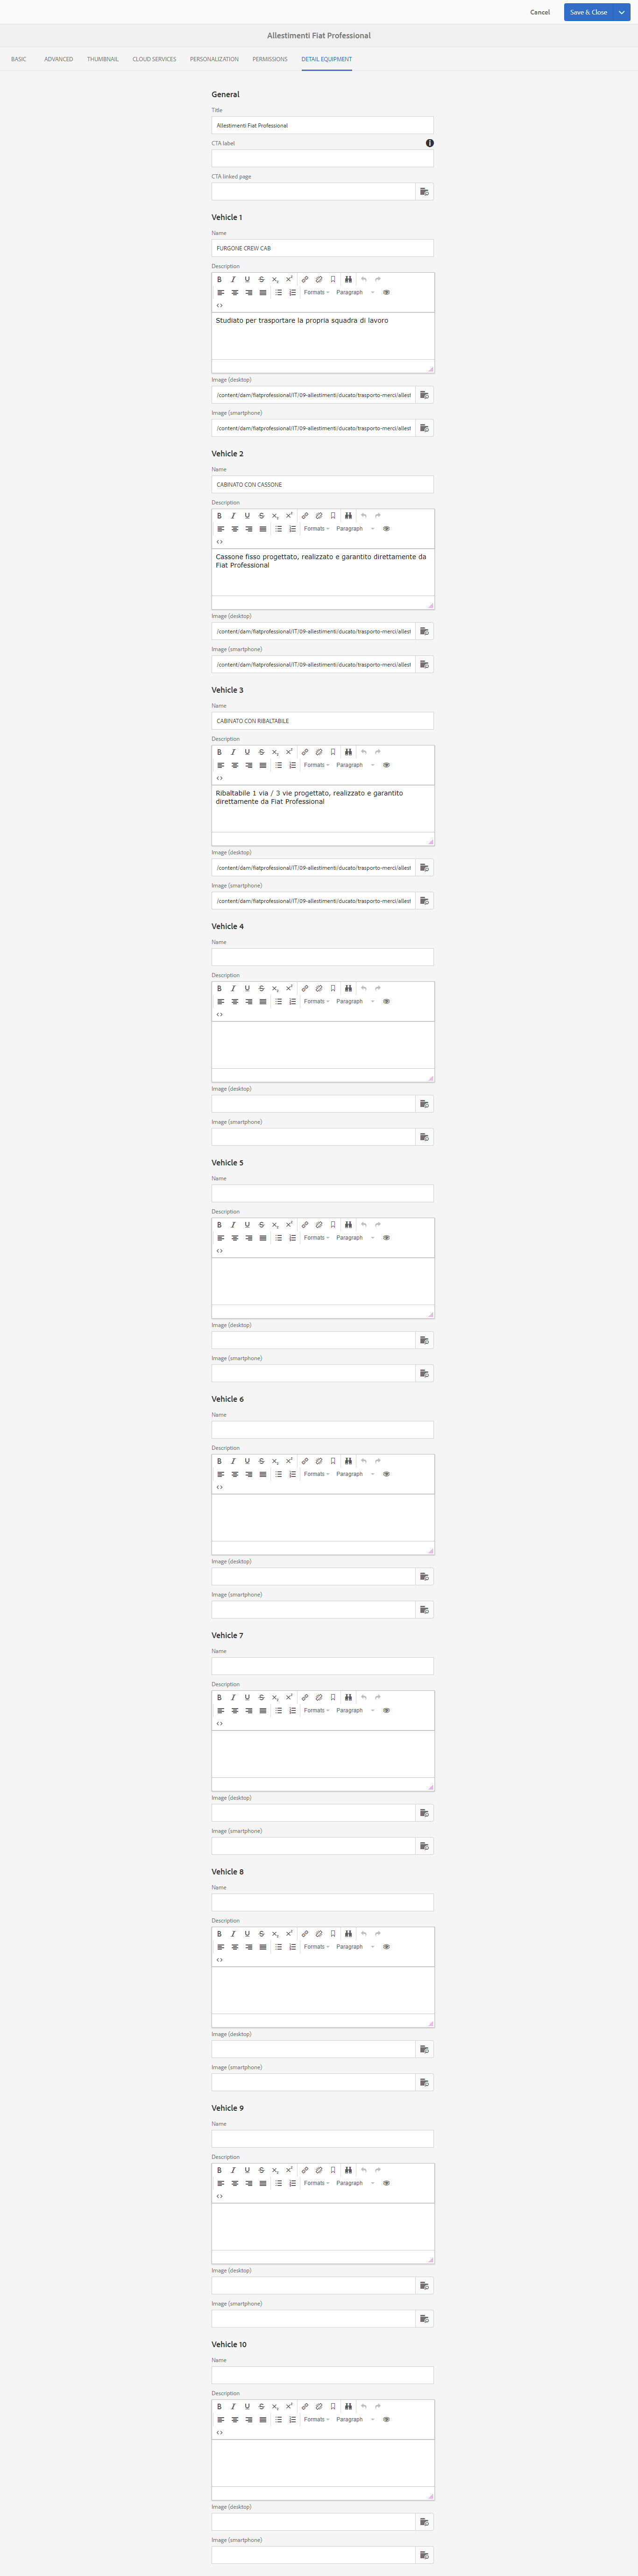 Cancel
Save & Close
Allestimenti Fiat Professional
BASIC ADVANCED THUMBNAIL CLOUD SERVICES PERSONALIZATION PERMISSIONS DETAIL EQUIPMENT
General
Title
Allestimenti Fiat Professional
CTA label
CTA linked page
Vehicle 1
Name
FURGONE CREW CAB
Description
Formats Paragraph
Studiato per trasportare la propria squadra di lavoro
Image (desktop)
/content/dam/fiatprofessional/IT/09-allestimenti/ducato/trasporto-merci/allest
Image (smartphone)
/content/dam/fiatprofessional/IT/09-allestimenti/ducato/trasporto-merci/allest
Vehicle 2
Name
CABINATO CON CASSONE
Description
Formats Paragraph
Cassone fisso progettato, realizzato e garantito direttamente da
Fiat Professional
Image (desktop)
/content/dam/fiatprofessional/IT/09-allestimenti/ducato/trasporto-merci/allest
Image (smartphone)
/content/dam/fiatprofessional/IT/09-allestimenti/ducato/trasporto-merci/allest
Vehicle 3
Name
CABINATO CON RIBALTABILE
Description
Formats Paragraph
Ribaltabile 1 via / 3 vie progettato, realizzato e garantito
direttamente da Fiat Professional
Image (desktop)
/content/dam/fiatprofessional/IT/09-allestimenti/ducato/trasporto-merci/allest
Image (smartphone)
/content/dam/fiatprofessional/IT/09-allestimenti/ducato/trasporto-merci/allest
Vehicle 4
Name
Description
Formats Paragraph
Image (desktop)
Image (smartphone)
Vehicle 5
Name
Description
Formats Paragraph
Image (desktop)
Image (smartphone)
Vehicle 6
Name
Description
Formats Paragraph
Image (desktop)
Image (smartphone)
Vehicle 7
Name
Description
Formats Paragraph
Image (desktop)
Image (smartphone)
Vehicle 8
Name
Description
Formats Paragraph
Image (desktop)
Image (smartphone)
Vehicle 9
Name
Description
Formats Paragraph
Image (desktop)
Image (smartphone)
Vehicle 10
Name
Description
Formats Paragraph
Image (desktop)
Image (smartphone)